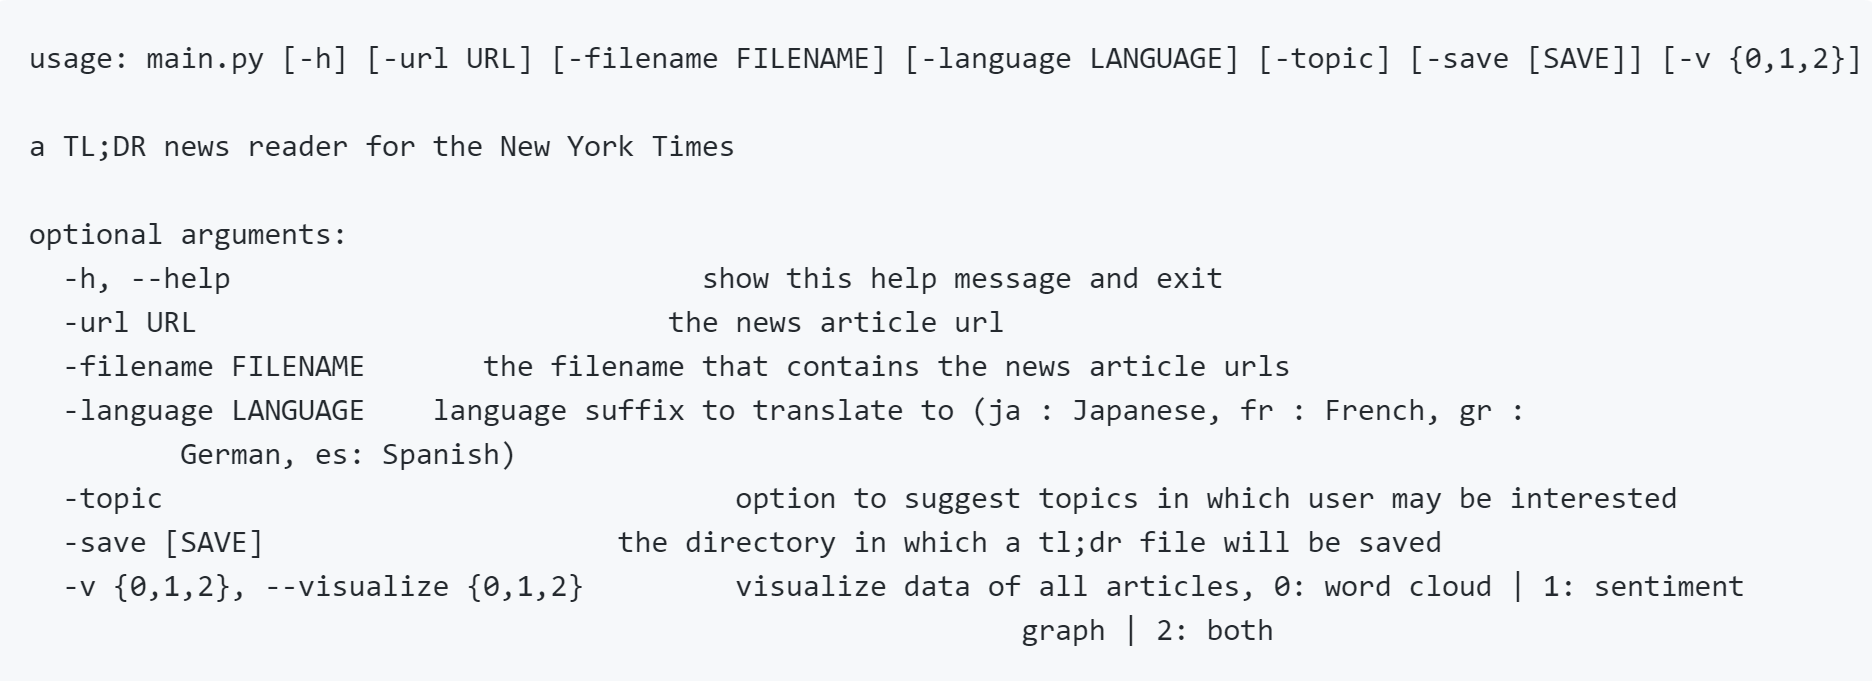 usage: main.py [-h] [-url URL] [-filename FILENAME] [-language LANGUAGE] [-topic] [-save [SAVE]] [-v {0,1,2}]
a TL;DR news reader for the New York Times
optional arguments:
-h, --help show this help message and exit
-url URL the news article url
-filename FILENAME the filename that contains the news article urls
-language LANGUAGE language suffix to translate to (ja : Japanese, fr : French, gr :
German, es: Spanish)
-topic option to suggest topics in which user may be interested
-save [SAVE] the directory in which a tl;dr file will be saved
-v {0,1,2}, --visualize {0,1,2} visualize data of all articles, 0: word cloud | 1: sentiment
graph | 2: both